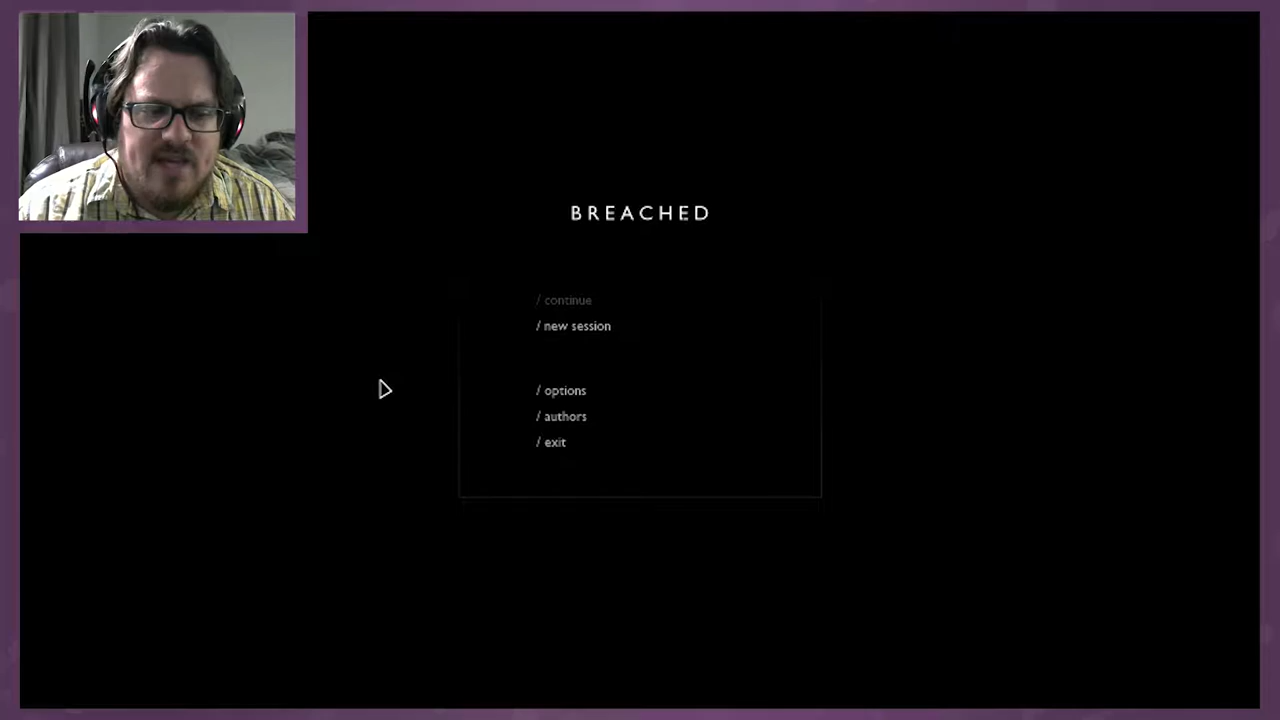 BREACHED
/ continue
/ new session
/ options
/ authors
/ exit